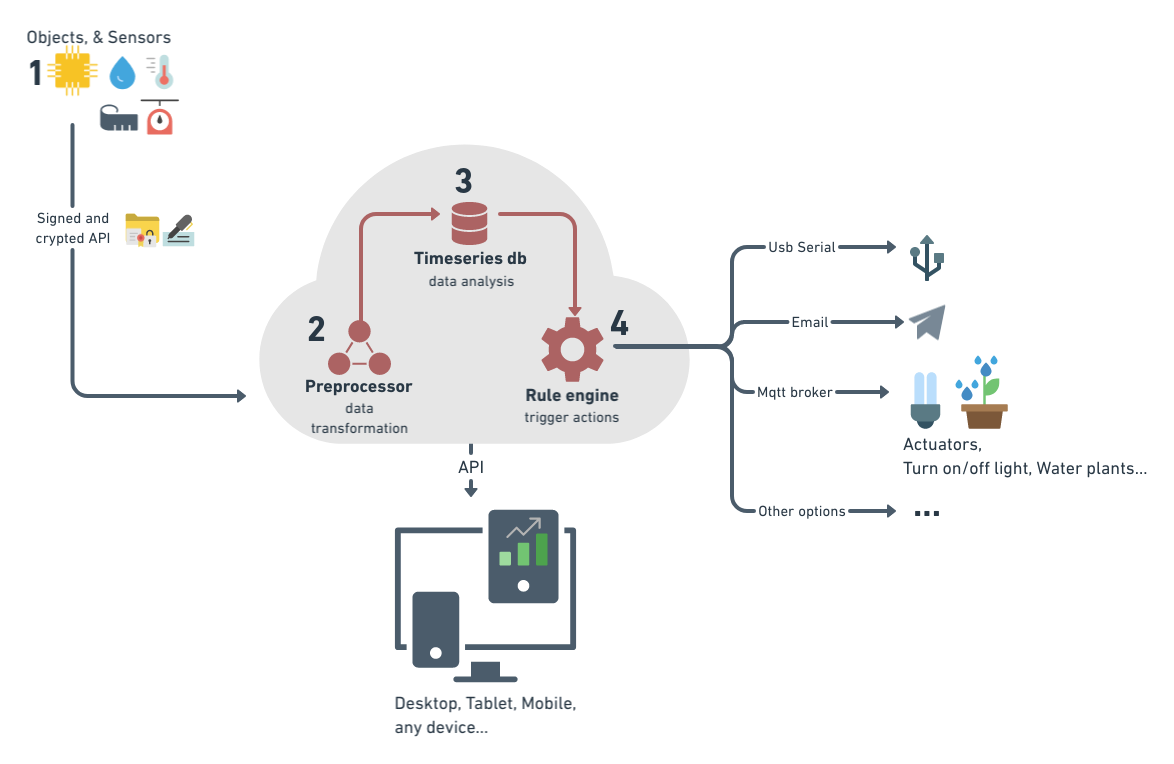 Objects, & Sensors
1
Signed and
crypted API
3
Timeseries db
data analysis
2
Preprocessor
data
transformation
4
Rule engine
trigger actions
Usb Serial
Email
Mqtt broker
Actuators,
Turn on/off light, Water plants...
Other options
...
API
Desktop, Tablet, Mobile,
any device...